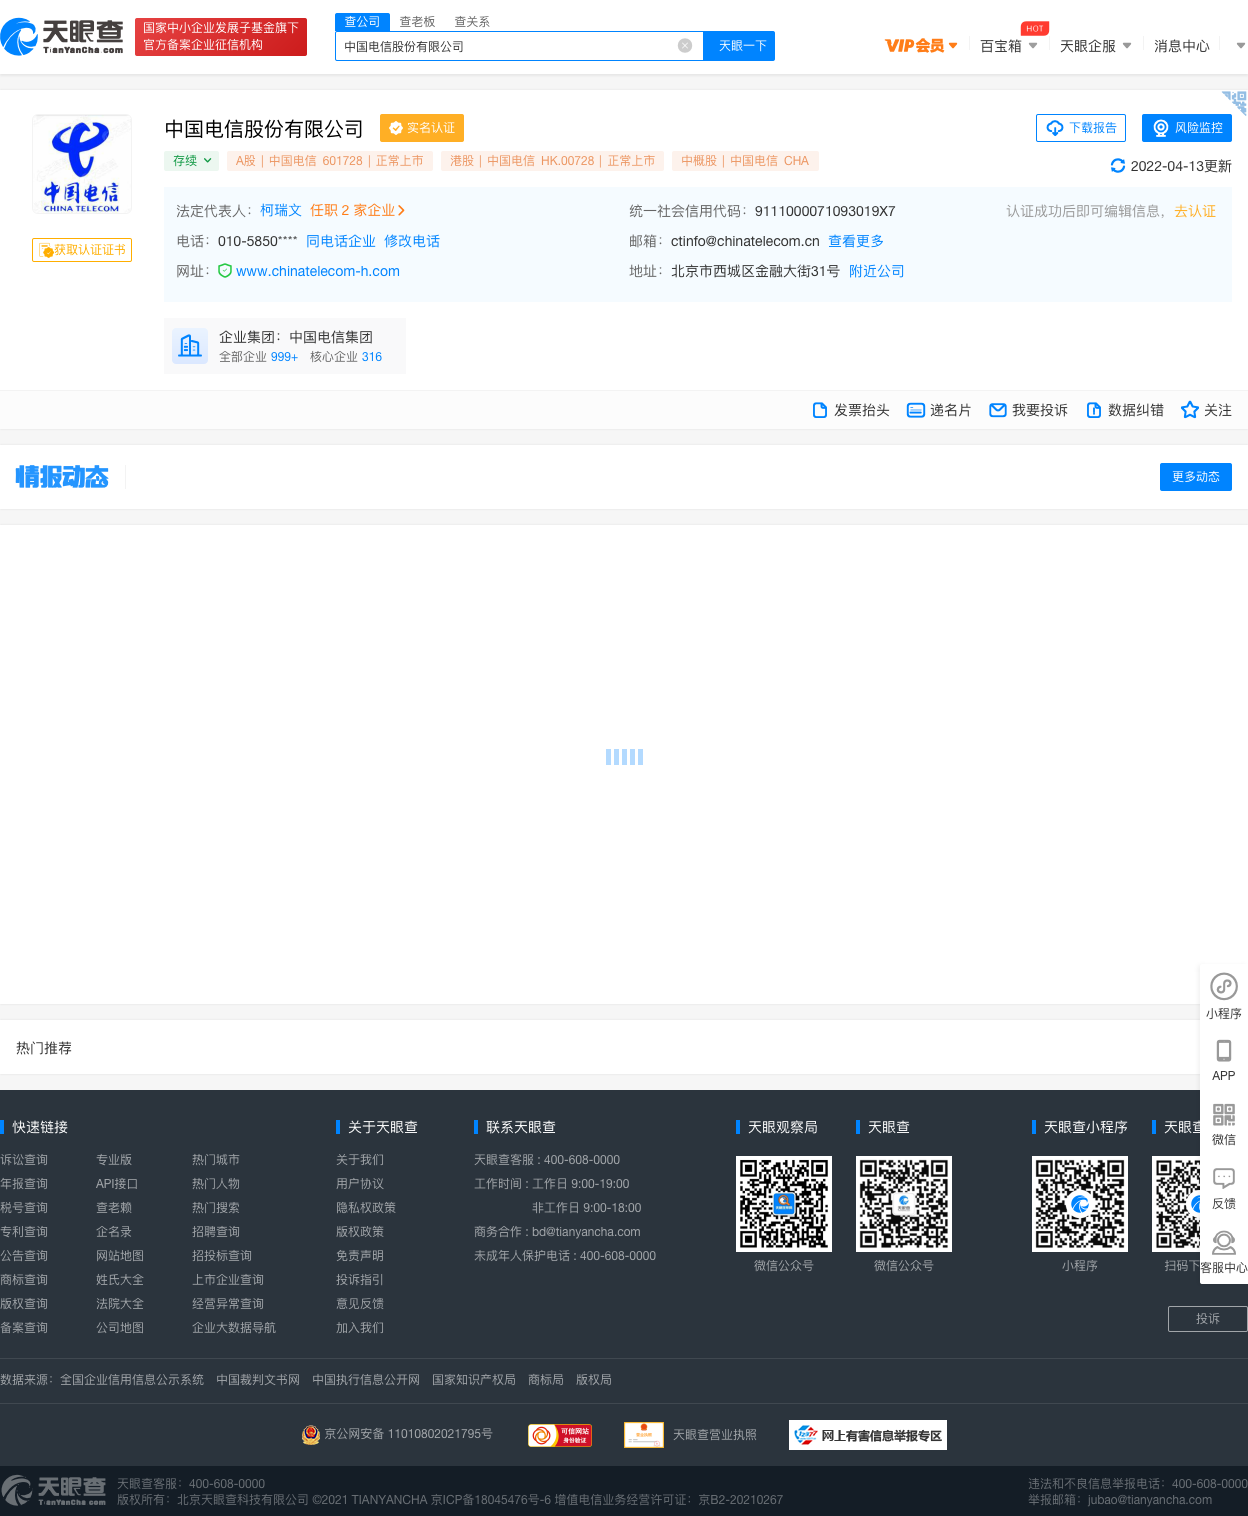 天眼查
TianYanCha.com
国家中小企业发展子基金旗下
官方备案企业征信机构
查公司 查老板 查关系
中国电信股份有限公司 天眼一下
VIP会员 百宝箱 HOT 天眼企服 消息中心
中国电信
CHINA TELECOM
获取认证证书
中国电信股份有限公司 实名认证 下载报告 风险监控
存续 A股 | 中国电信 601728 | 正常上市 港股 | 中国电信 HK.00728 | 正常上市 中概股 | 中国电信 CHA
2022-04-13更新
法定代表人：柯瑞文 任职 2 家企业 统一社会信用代码：9111000071093019X7 认证成功后即可编辑信息，去认证
电话：010-5850**** 同电话企业 修改电话 邮箱：ctinfo@chinatelecom.cn 查看更多
网址：www.chinatelecom-h.com 地址：北京市西城区金融大街31号 附近公司
企业集团：中国电信集团
全部企业 999+ 核心企业 316
发票抬头 递名片 我要投诉 数据纠错 关注
情报动态 更多动态
小程序
APP
微信
反馈
客服中心
热门推荐
快速链接 关于天眼查 联系天眼查 天眼观察局 天眼查 天眼查小程序 天眼查
诉讼查询 专业版 热门城市 关于我们 天眼查客服 : 400-608-0000
年报查询 API接口 热门人物 用户协议 工作时间 : 工作日 9:00-19:00
税号查询 查老赖 热门搜索 隐私权政策 非工作日 9:00-18:00
专利查询 企名录 招聘查询 版权政策 商务合作 : bd@tianyancha.com
公告查询 网站地图 招投标查询 免责声明 未成年人保护电话 : 400-608-0000
微信公众号 微信公众号 小程序 扫码下
商标查询 姓氏大全 上市企业查询 投诉指引
版权查询 法院大全 经营异常查询 意见反馈
备案查询 公司地图 企业大数据导航 加入我们
投诉
数据来源：全国企业信用信息公示系统 中国裁判文书网 中国执行信息公开网 国家知识产权局 商标局 版权局
京公网安备 11010802021795号 可信网站 身份验证 天眼查营业执照 网上有害信息举报专区
天眼查
TianYanCha.com
天眼查客服：400-608-0000 违法和不良信息举报电话：400-608-0000
版权所有：北京天眼查科技有限公司 ©2021 TIANYANCHA 京ICP备18045476号-6 增值电信业务经营许可证：京B2-20210267 举报邮箱：jubao@tianyancha.com